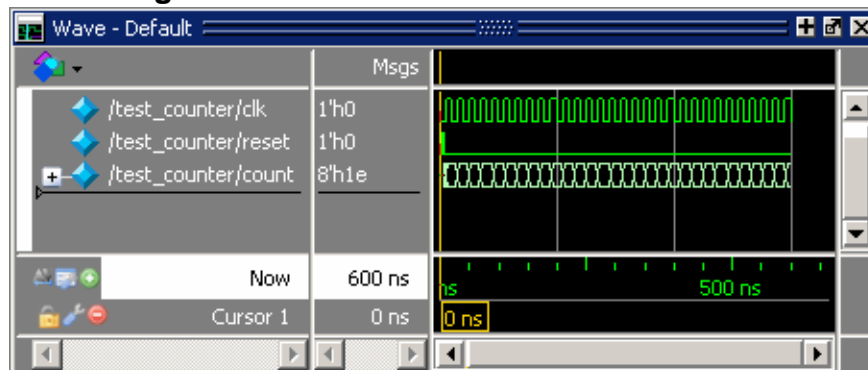 Wave - Default
Msgs
/test_counter/clk 1'h0
/test_counter/reset 1'h0
/test_counter/count 8'h1e
Now 600 ns ns 500 ns
Cursor 1 0 ns 0 ns